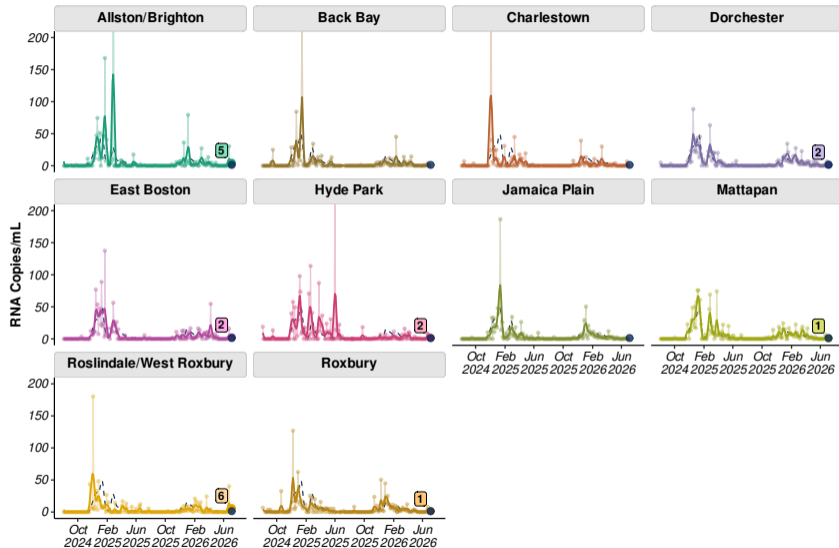 Allston/Brighton Back Bay Charlestown Dorchester
200
150
100
50
0
5
2
East Boston Hyde Park Jamaica Plain Mattapan
RNA Copies/mL
200
150
100
50
0
2
2
1
Oct 2024 Feb 2025 Jun 2025 Oct 2025 Feb 2026 Jun 2026
Oct 2024 Feb 2025 Jun 2025 Oct 2025 Feb 2026 Jun 2026
Roslindale/West Roxbury Roxbury
200
150
100
50
0
6
1
Oct 2024 Feb 2025 Jun 2025 Oct 2025 Feb 2026 Jun 2026
Oct 2024 Feb 2025 Jun 2025 Oct 2025 Feb 2026 Jun 2026